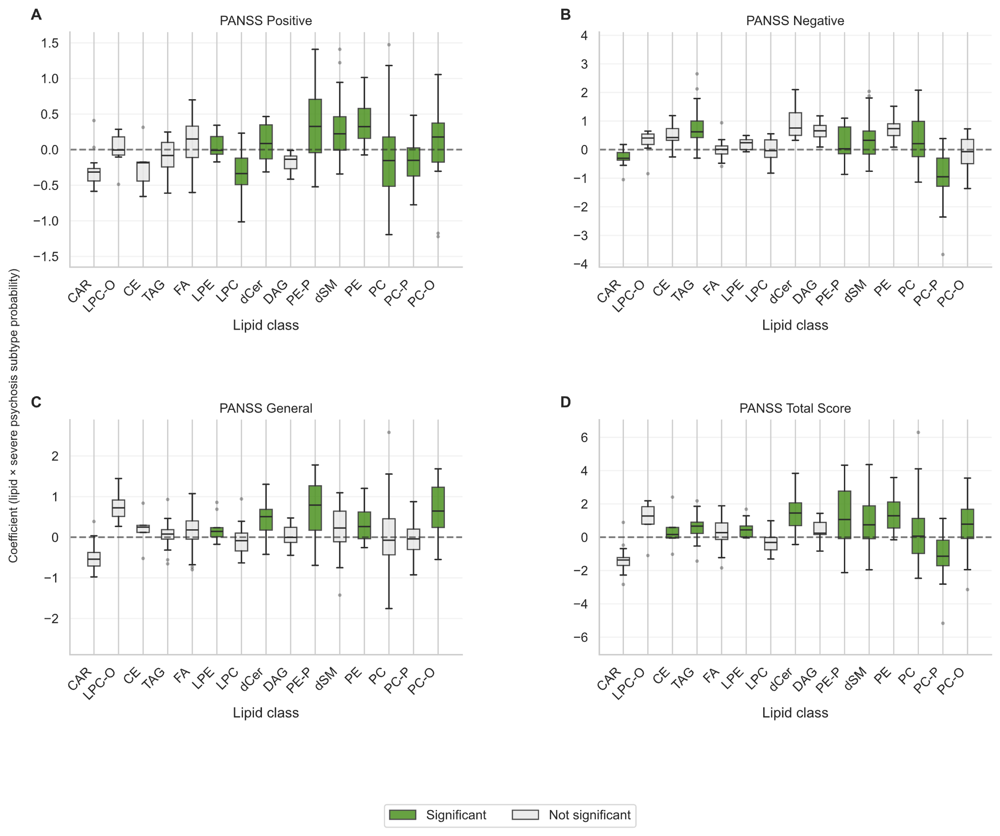 Coefficient (lipid × severe psychosis subtype probability)
A
PANSS Positive
1.5
1.0
0.5
0.0
−0.5
−1.0
−1.5
CAR
LPC-O
CE
TAG
FA
LPE
LPC
dCer
DAG
PE-P
dSM
PE
PC
PC-P
PC-O
Lipid class
B
PANSS Negative
4
3
2
1
0
−1
−2
−3
−4
CAR
LPC-O
CE
TAG
FA
LPE
LPC
dCer
DAG
PE-P
dSM
PE
PC
PC-P
PC-O
Lipid class
C
PANSS General
2
1
0
−1
−2
CAR
LPC-O
CE
TAG
FA
LPE
LPC
dCer
DAG
PE-P
dSM
PE
PC
PC-P
PC-O
Lipid class
D
PANSS Total Score
6
4
2
0
−2
−4
−6
CAR
LPC-O
CE
TAG
FA
LPE
LPC
dCer
DAG
PE-P
dSM
PE
PC
PC-P
PC-O
Lipid class
Significant
Not significant